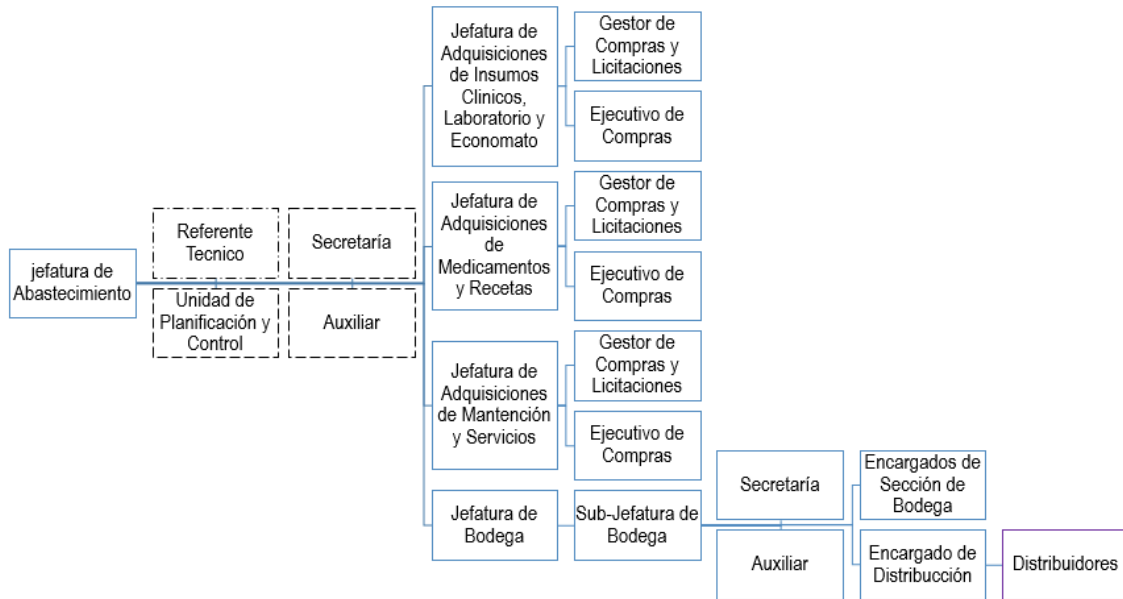 jefatura de
Abastecimiento
Referente
Tecnico
Secretaría
Unidad de
Planificación y
Control
Auxiliar
Jefatura de
Adquisiciones
de Insumos
Clinicos,
Laboratorio y
Economato
Gestor de
Compras y
Licitaciones
Ejecutivo de
Compras
Jefatura de
Adquisiciones
de
Medicamentos
y Recetas
Gestor de
Compras y
Licitaciones
Ejecutivo de
Compras
Jefatura de
Adquisiciones
de Mantención
y Servicios
Gestor de
Compras y
Licitaciones
Ejecutivo de
Compras
Jefatura de
Bodega
Sub-Jefatura de
Bodega
Secretaría
Auxiliar
Encargados de
Sección de
Bodega
Encargado de
Distribucción
Distribuidores